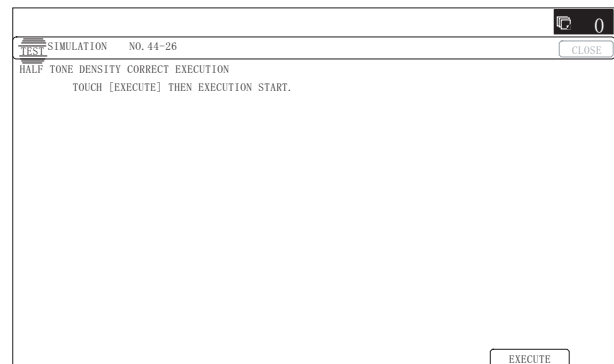 0
TEST SIMULATION NO. 44-26 CLOSE
HALF TONE DENSITY CORRECT EXECUTION
TOUCH [EXECUTE] THEN EXECUTION START.
EXECUTE